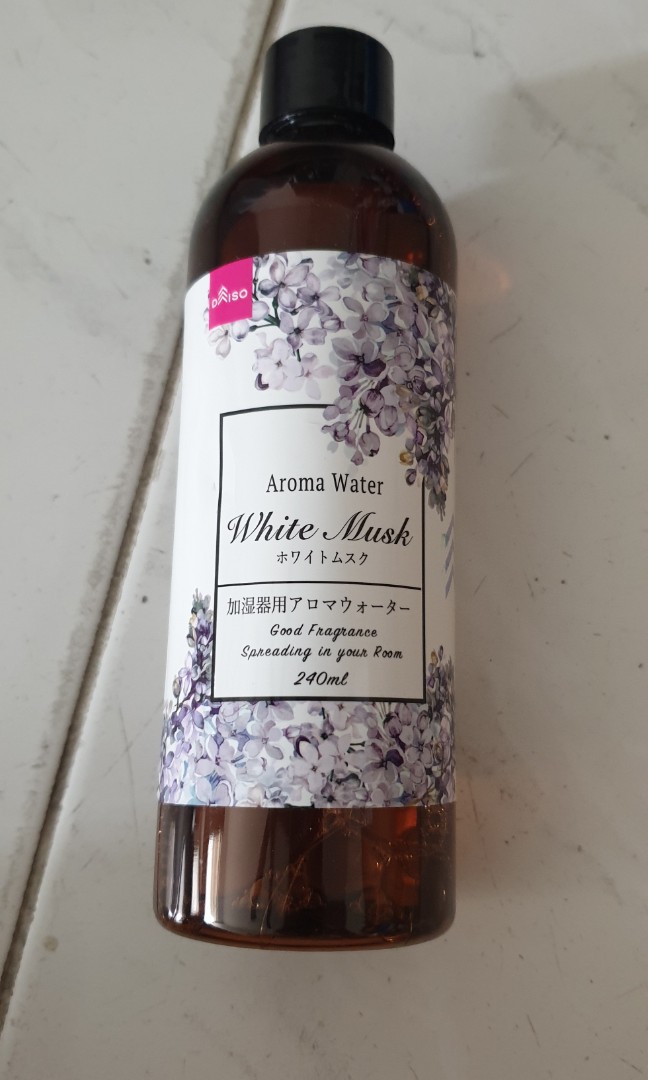 DAISO
Aroma Water
White Musk
ホワイトムスク
加湿器用アロマウォーター
Good Fragrance
Spreading in your Room
240ml